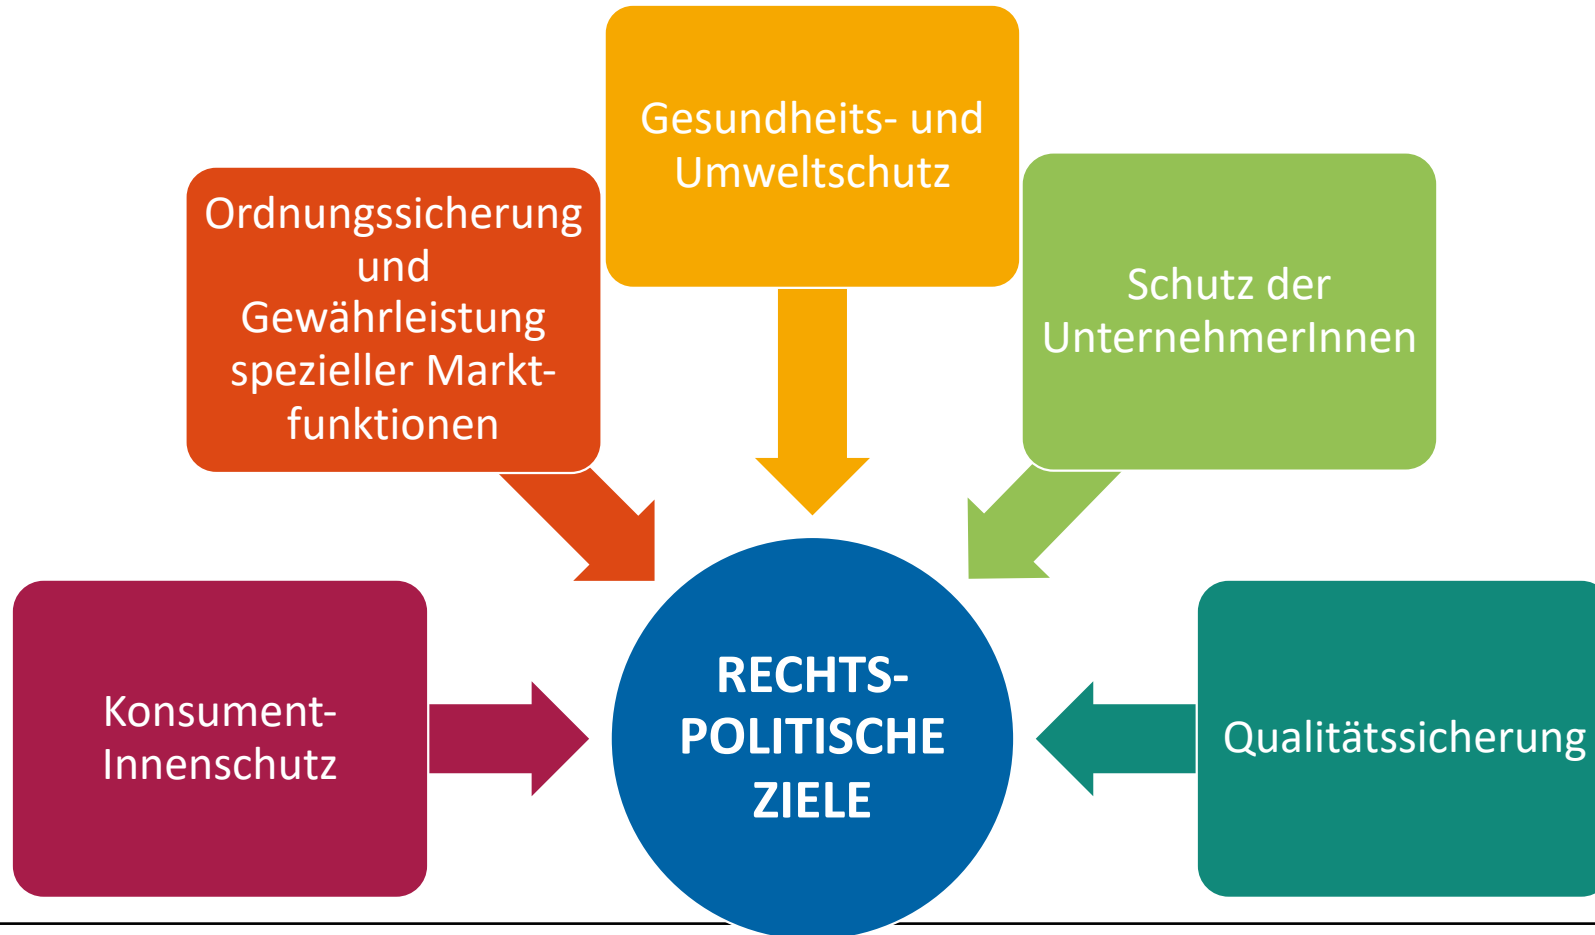 Gesundheits- und
Umweltschutz
Ordnungssicherung
und
Gewährleistung
spezieller Markt-
funktionen
Schutz der
UnternehmerInnen
Konsument-
Innenschutz
RECHTS-
POLITISCHE
ZIELE
Qualitätssicherung